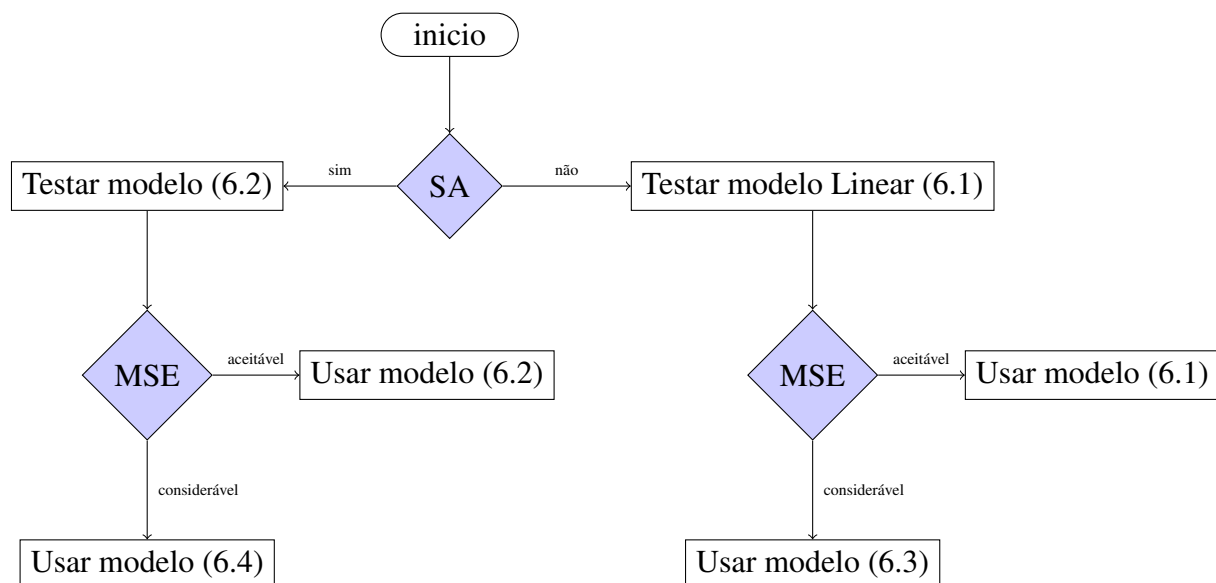 inicio
Testar modelo (6.2)
sim
SA
não
Testar modelo Linear (6.1)
MSE
aceitável
Usar modelo (6.2)
MSE
aceitável
Usar modelo (6.1)
considerável
considerável
Usar modelo (6.4)
Usar modelo (6.3)